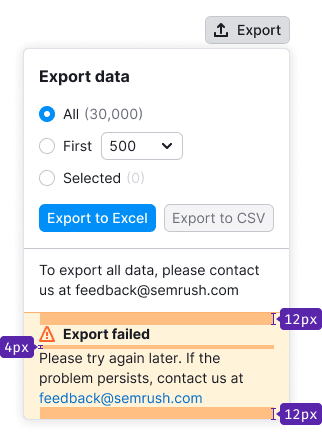 Export
Export data
All (30,000)
First 500
Selected (0)
Export to Excel Export to CSV
To export all data, please contact
us at feedback@semrush.com
12px
Export failed
4px
Please try again later. If the
problem persists, contact us at
feedback@semrush.com
12px